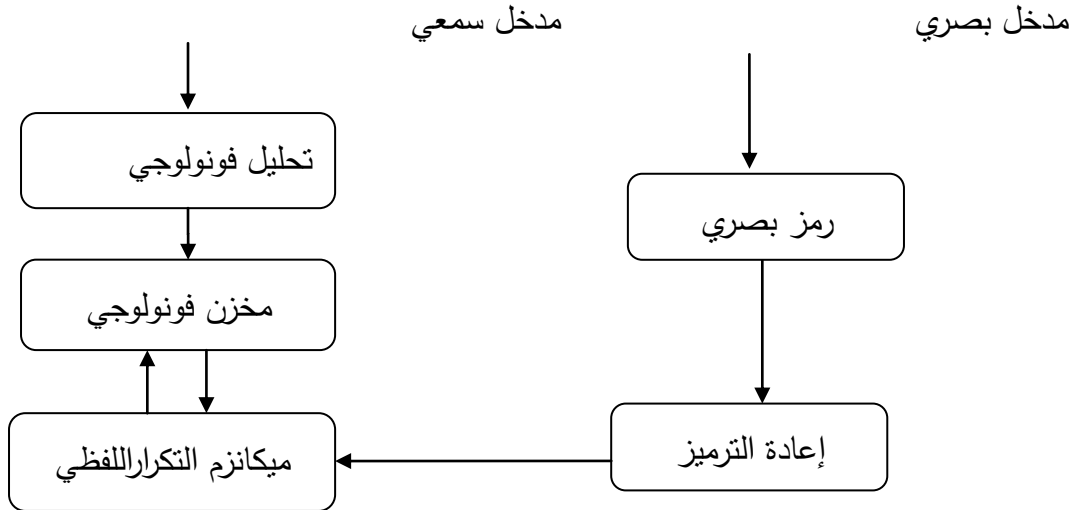 مدخل بصري
مدخل سمعي
تحليل فونولوجي
رمز بصري
مخزن فونولوجي
إعادة الترميز
ميكانزم التكراراللفظي